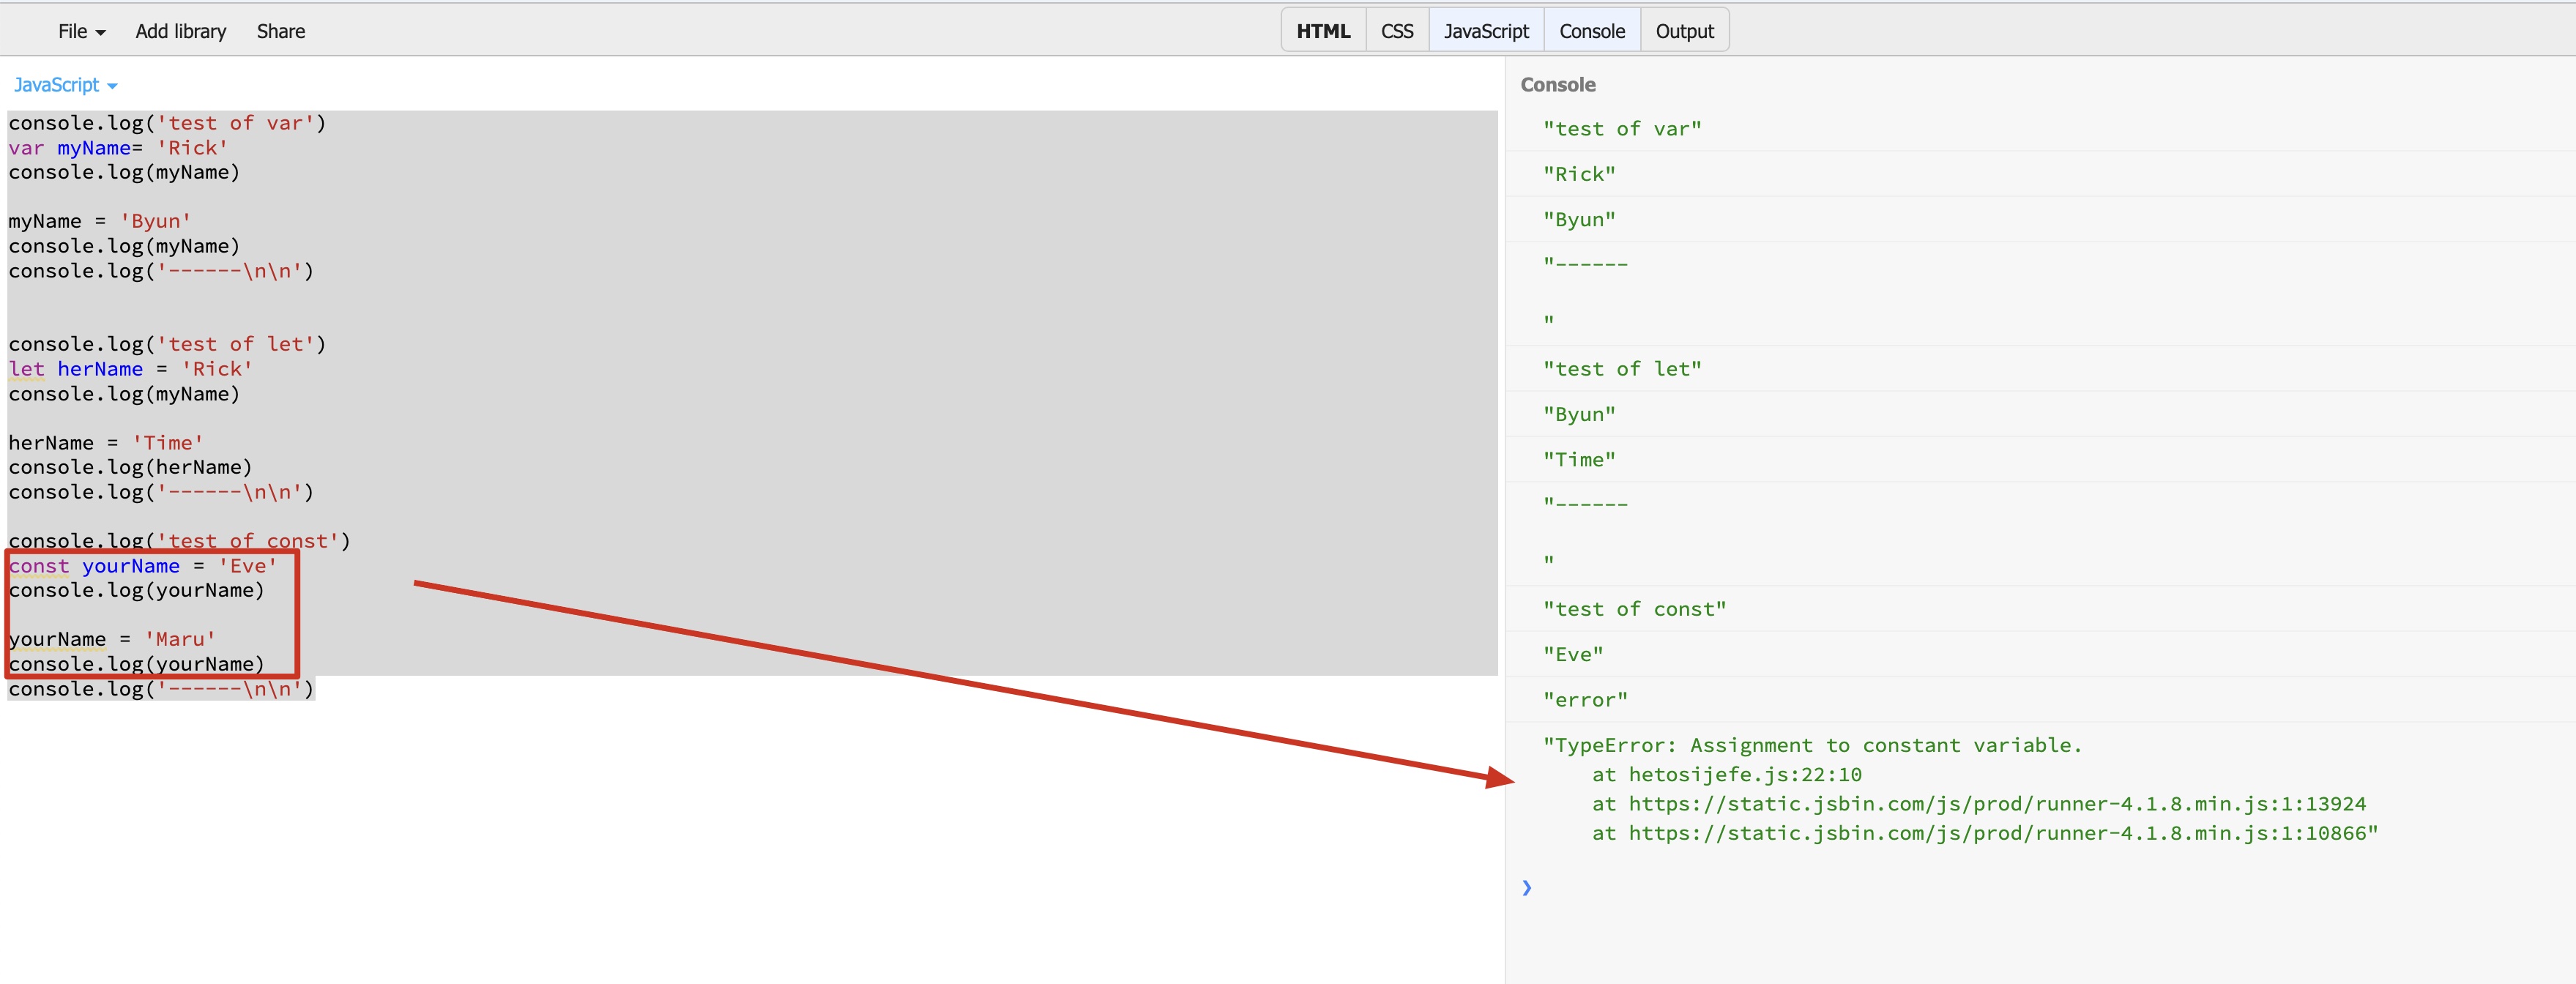 File Add library Share HTML CSS JavaScript Console Output
JavaScript
console.log('test of var')
var myName= 'Rick'
console.log(myName)
myName = 'Byun'
console.log(myName)
console.log('------\n\n')
console.log('test of let')
let herName = 'Rick'
console.log(myName)
herName = 'Time'
console.log(herName)
console.log('------\n\n')
console.log('test of const')
const yourName = 'Eve'
console.log(yourName)
yourName = 'Maru'
console.log(yourName)
console.log('------\n\n')
Console
"test of var"
"Rick"
"Byun"
"------
"
"test of let"
"Byun"
"Time"
"------
"
"test of const"
"Eve"
"error"
"TypeError: Assignment to constant variable.
at hetosijefe.js:22:10
at https://static.jsbin.com/js/prod/runner-4.1.8.min.js:1:13924
at https://static.jsbin.com/js/prod/runner-4.1.8.min.js:1:10866"